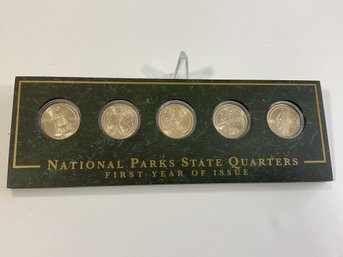 NATIONAL PARKS STATE QUARTERS
FIRST YEAR OF ISSUE